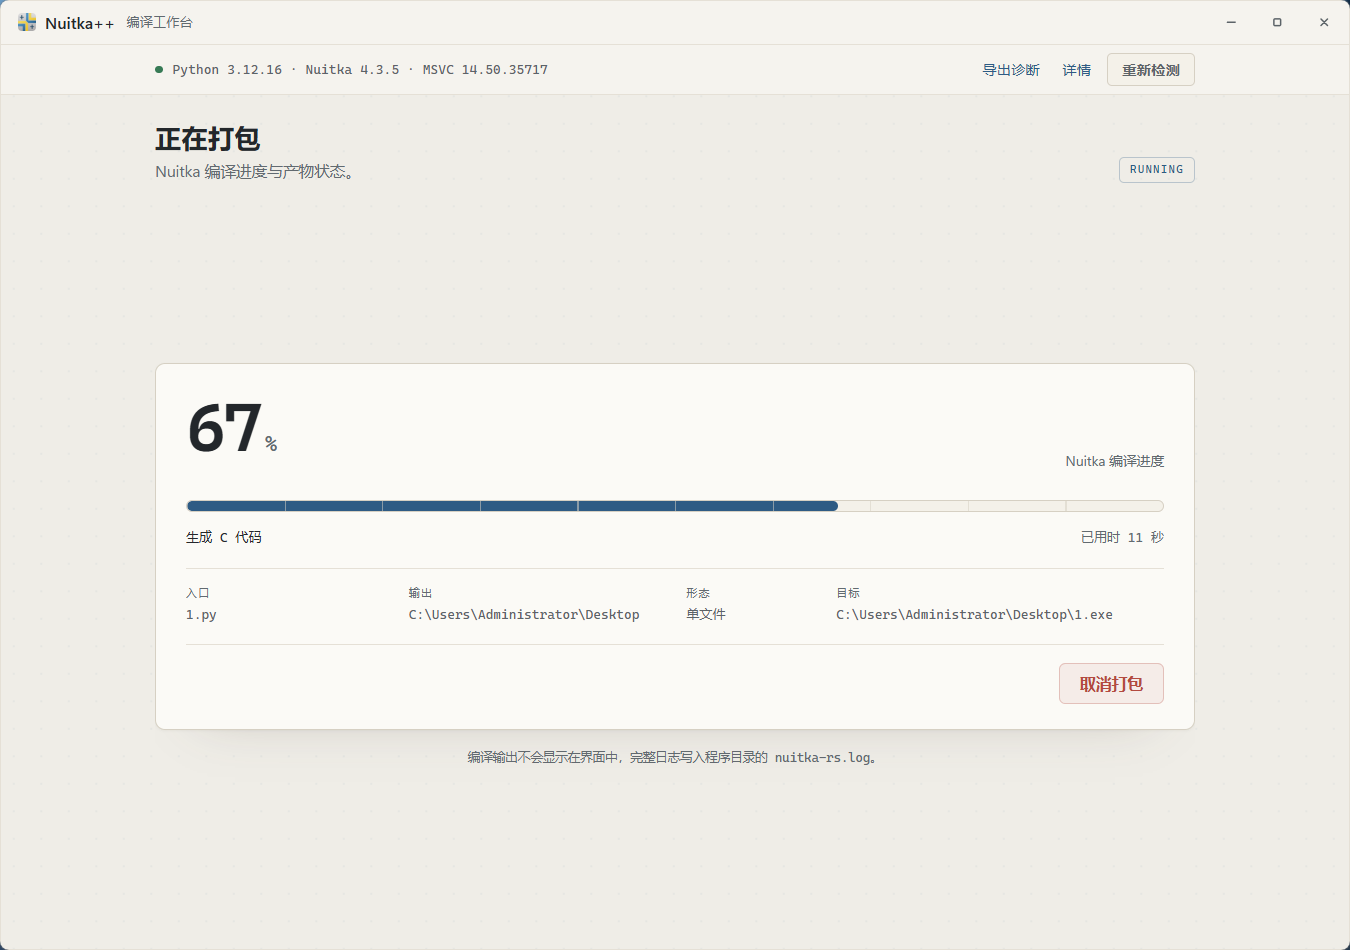 Nuitka++ 编译工作台
Python 3.12.16 · Nuitka 4.3.5 · MSVC 14.50.35717 导出诊断 详情 重新检测
正在打包
Nuitka 编译进度与产物状态。
RUNNING
67%
Nuitka 编译进度
生成 C 代码 已用时 11 秒
入口 输出 形态 目标
1.py C:\Users\Administrator\Desktop 单文件 C:\Users\Administrator\Desktop\1.exe
取消打包
编译输出不会显示在界面中，完整日志写入程序目录的 nuitka-rs.log。